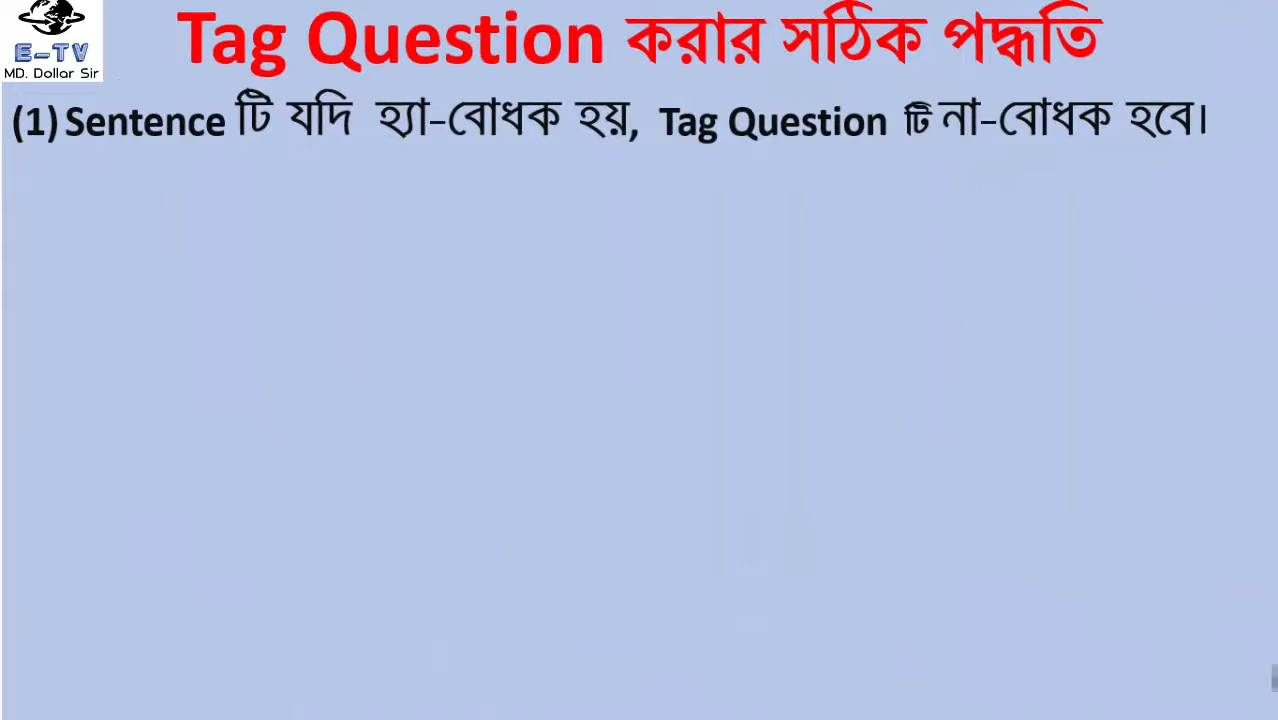 E-TV
MD. Dollar Sir
Tag Question করার সঠিক পদ্ধতি
(1) Sentence টি যদি হ্যা-বোধক হয়, Tag Question টি না-বোধক হবে।